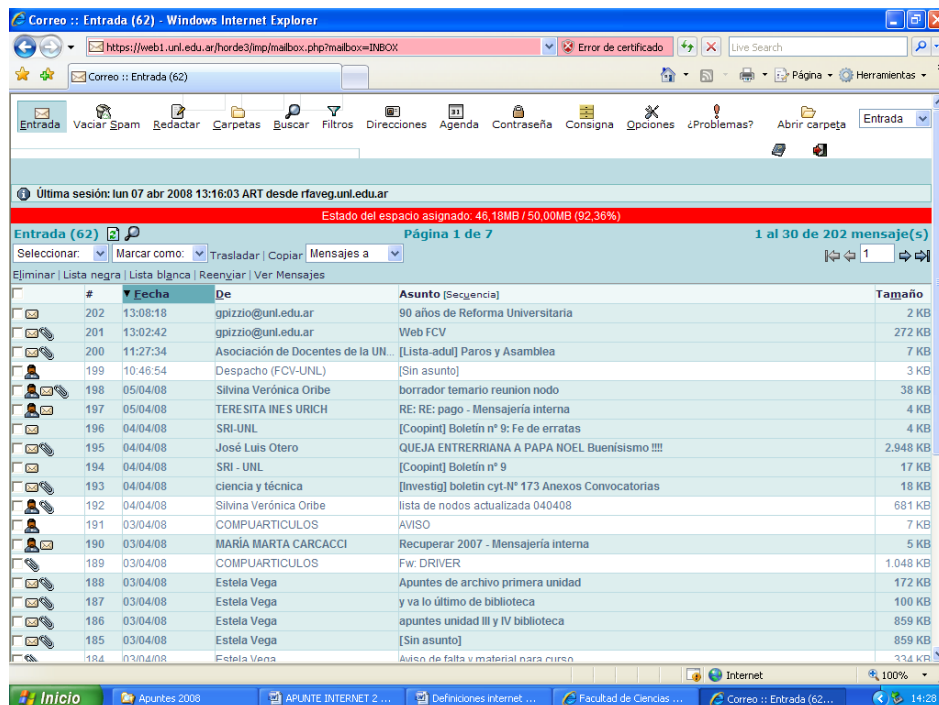 Correo :: Entrada (62) - Windows Internet Explorer
https://web1.unl.edu.ar/horde3/imp/mailbox.php?mailbox=INBOX Error de certificado Live Search
Correo :: Entrada (62) Página Herramientas
Entrada Vaciar Spam Redactar Carpetas Buscar Filtros Direcciones Agenda Contraseña Consigna Opciones ¿Problemas? Abrir carpeta Entrada
Última sesión: lun 07 abr 2008 13:16:03 ART desde rfaveg.unl.edu.ar
Estado del espacio asignado: 46,18MB / 50,00MB (92,36%)
Entrada (62) Página 1 de 7 1 al 30 de 202 mensaje(s)
Seleccionar: Marcar como: Trasladar | Copiar Mensajes a 1
Eliminar | Lista negra | Lista blanca | Reenviar | Ver Mensajes
# Fecha De Asunto [Secuencia] Tamaño
202 13:08:18 gpizzio@unl.edu.ar 90 años de Reforma Universitaria 2 KB
201 13:02:42 gpizzio@unl.edu.ar Web FCV 272 KB
200 11:27:34 Asociación de Docentes de la UN... [Lista-adul] Paros y Asamblea 7 KB
199 10:46:54 Despacho (FCV-UNL) [Sin asunto] 3 KB
198 05/04/08 Silvina Verónica Oribe borrador temario reunion nodo 38 KB
197 05/04/08 TERESITA INES URICH RE: RE: pago - Mensajería interna 4 KB
196 04/04/08 SRI-UNL [Coopint] Boletín n° 9: Fe de erratas 4 KB
195 04/04/08 José Luis Otero QUEJA ENTRERRIANA A PAPA NOEL Buenísismo !!!! 2.948 KB
194 04/04/08 SRI - UNL [Coopint] Boletín n° 9 17 KB
193 04/04/08 ciencia y técnica [Investig] boletin cyt-N° 173 Anexos Convocatorias 18 KB
192 04/04/08 Silvina Verónica Oribe lista de nodos actualizada 040408 681 KB
191 03/04/08 COMPUARTICULOS AVISO 7 KB
190 03/04/08 MARÍA MARTA CARCACCI Recuperar 2007 - Mensajería interna 5 KB
189 03/04/08 COMPUARTICULOS Fw: DRIVER 1.048 KB
188 03/04/08 Estela Vega Apuntes de archivo primera unidad 172 KB
187 03/04/08 Estela Vega y va lo último de biblioteca 100 KB
186 03/04/08 Estela Vega apuntes unidad III y IV biblioteca 859 KB
185 03/04/08 Estela Vega [Sin asunto] 859 KB
184 03/04/08 Estela Vega Aviso de falta y material para curso 334 KB
Internet 100%
Inicio Apuntes 2008 APUNTE INTERNET 2 ... Definiciones internet ... Facultad de Ciencias ... Correo :: Entrada (62... 14:28